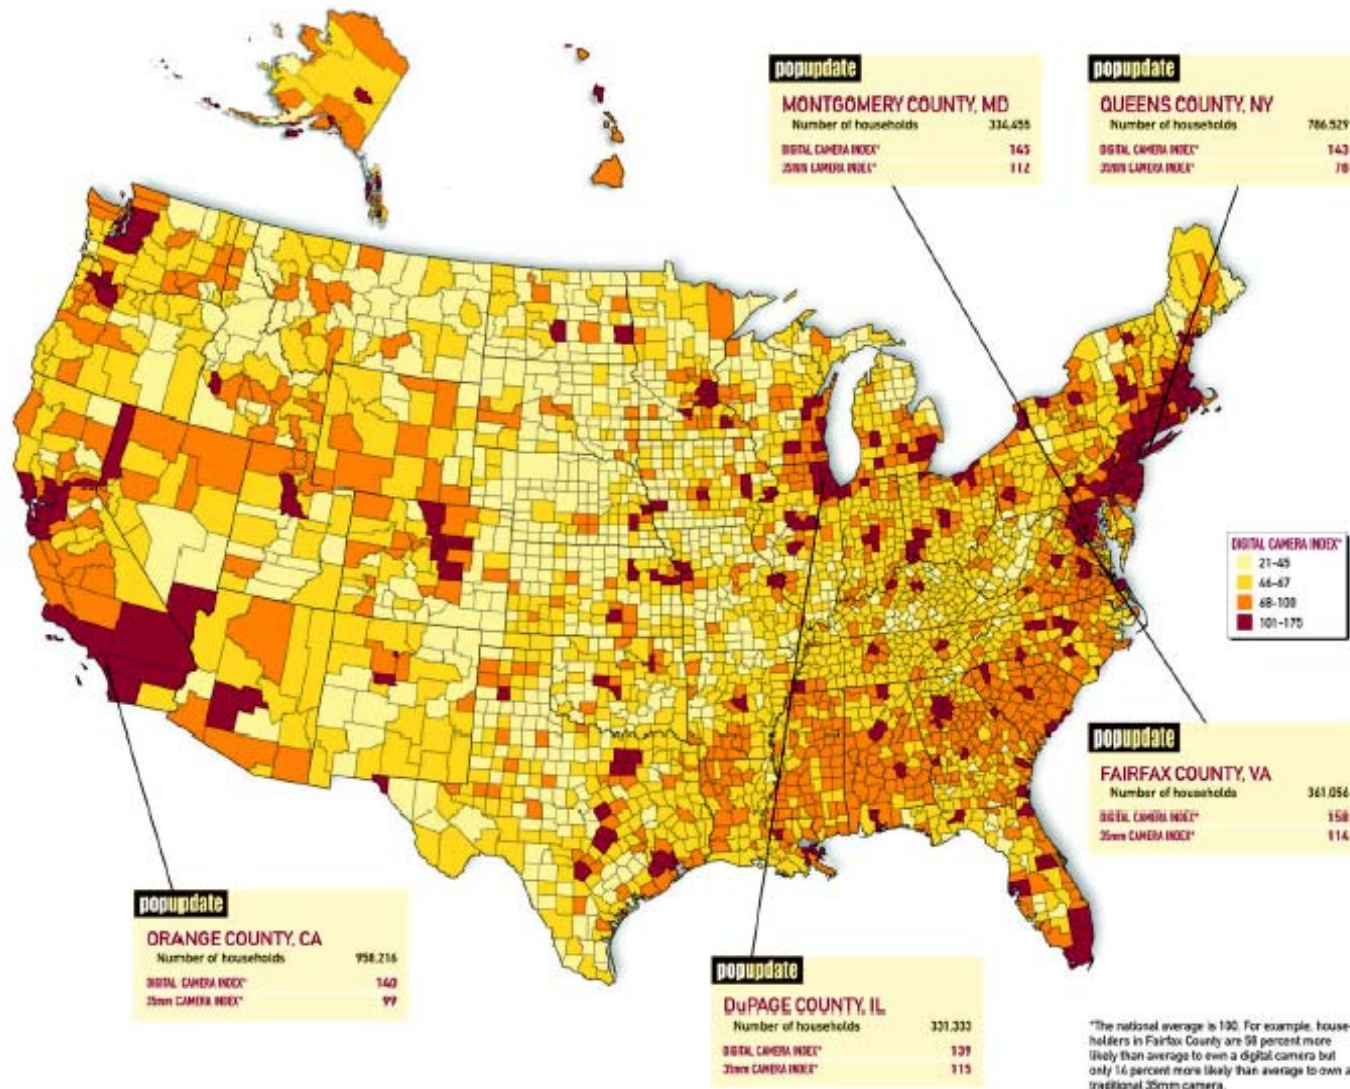 popupdate
MONTGOMERY COUNTY, MD
Number of households 334,455
DIGITAL CAMERA INDEX* 145
35MM CAMERA INDEX* 112
popupdate
QUEENS COUNTY, NY
Number of households 786,529
DIGITAL CAMERA INDEX* 143
35MM CAMERA INDEX* 78
DIGITAL CAMERA INDEX*
21-45
46-67
68-100
101-175
popupdate
FAIRFAX COUNTY, VA
Number of households 361,056
DIGITAL CAMERA INDEX* 158
35mm CAMERA INDEX* 114
popupdate
ORANGE COUNTY, CA
Number of households 958,216
DIGITAL CAMERA INDEX* 140
35mm CAMERA INDEX* 99
popupdate
DuPAGE COUNTY, IL
Number of households 331,333
DIGITAL CAMERA INDEX* 139
35mm CAMERA INDEX* 115
*The national average is 100. For example, house-
holders in Fairfax County are 58 percent more
likely than average to own a digital camera but
only 14 percent more likely than average to own a
traditional 35mm camera.